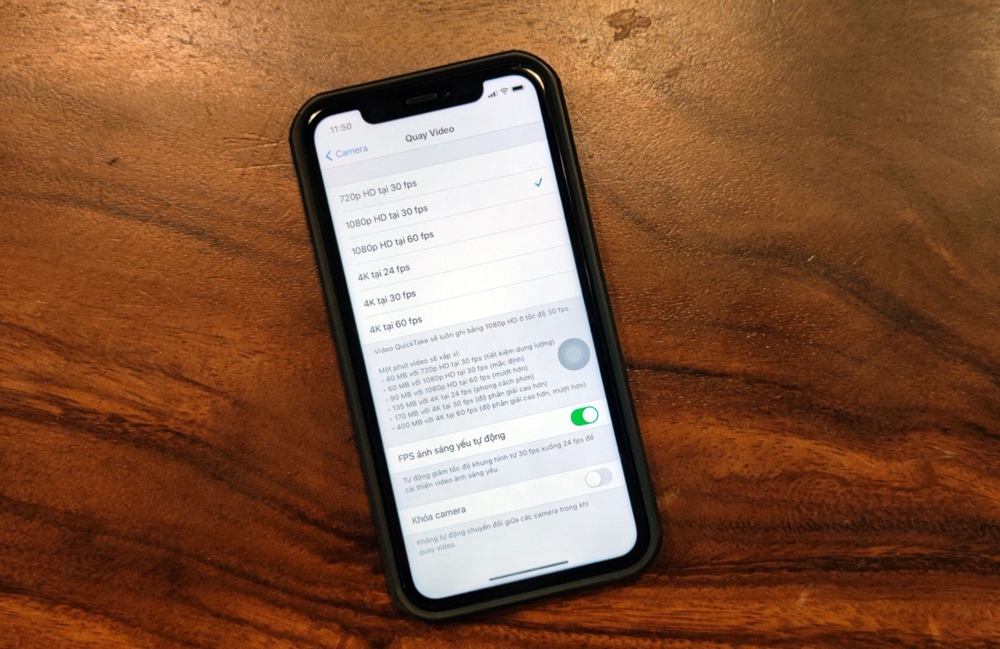 11:50
Camera
Quay Video
720p HD tại 30 fps
1080p HD tại 30 fps
1080p HD tại 60 fps
4K tại 24 fps
4K tại 30 fps
4K tại 60 fps
Video QuickTake sẽ luôn ghi bằng 1080p HD ở tốc độ 30 fps.
Một phút video sẽ xấp xỉ:
• 40 MB với 720p HD tại 30 fps (tiết kiệm dung lượng)
• 60 MB với 1080p HD tại 30 fps (mặc định)
• 90 MB với 1080p HD tại 60 fps (mượt hơn)
• 135 MB với 4K tại 24 fps (phong cách phim)
• 170 MB với 4K tại 30 fps (độ phân giải cao hơn)
• 400 MB với 4K tại 60 fps (độ phân giải cao hơn, mượt hơn)
FPS ánh sáng yếu tự động
Tự động giảm tốc độ khung hình từ 30 fps xuống 24 fps để
cải thiện video ánh sáng yếu.
Khóa camera
Không tự động chuyển đổi giữa các camera trong khi
quay video.